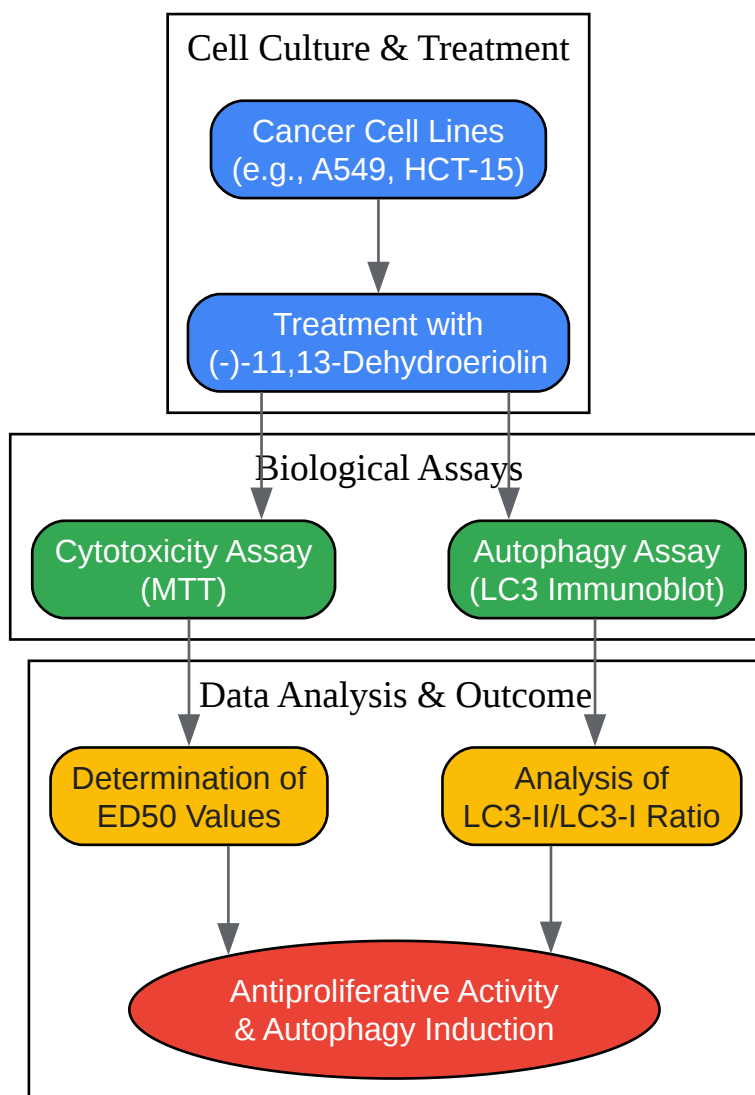 Cell Culture & Treatment
Cancer Cell Lines
(e.g., A549, HCT-15)
Treatment with
(-)-11,13-Dehydroeriolin
Biological Assays
Cytotoxicity Assay
(MTT)
Autophagy Assay
(LC3 Immunoblot)
Data Analysis & Outcome
Determination of
ED50 Values
Analysis of
LC3-II/LC3-I Ratio
Antiproliferative Activity
& Autophagy Induction